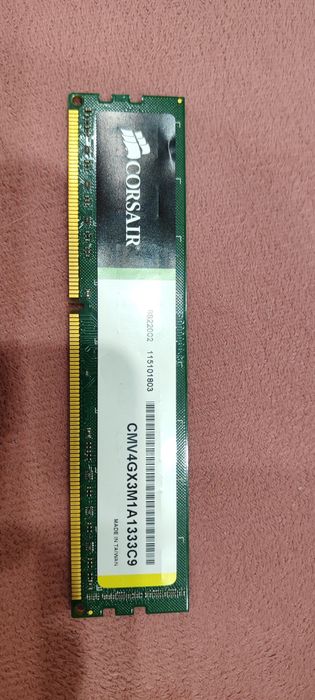 CORSAIR
115101803
CMV4GX3M1A1333C9
MADE IN TAIWAN